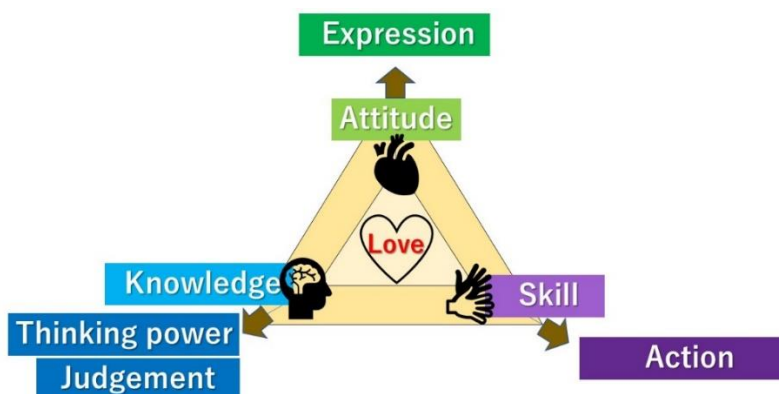 Expression
Attitude
Love
Knowledge
Skill
Thinking power
Judgement
Action